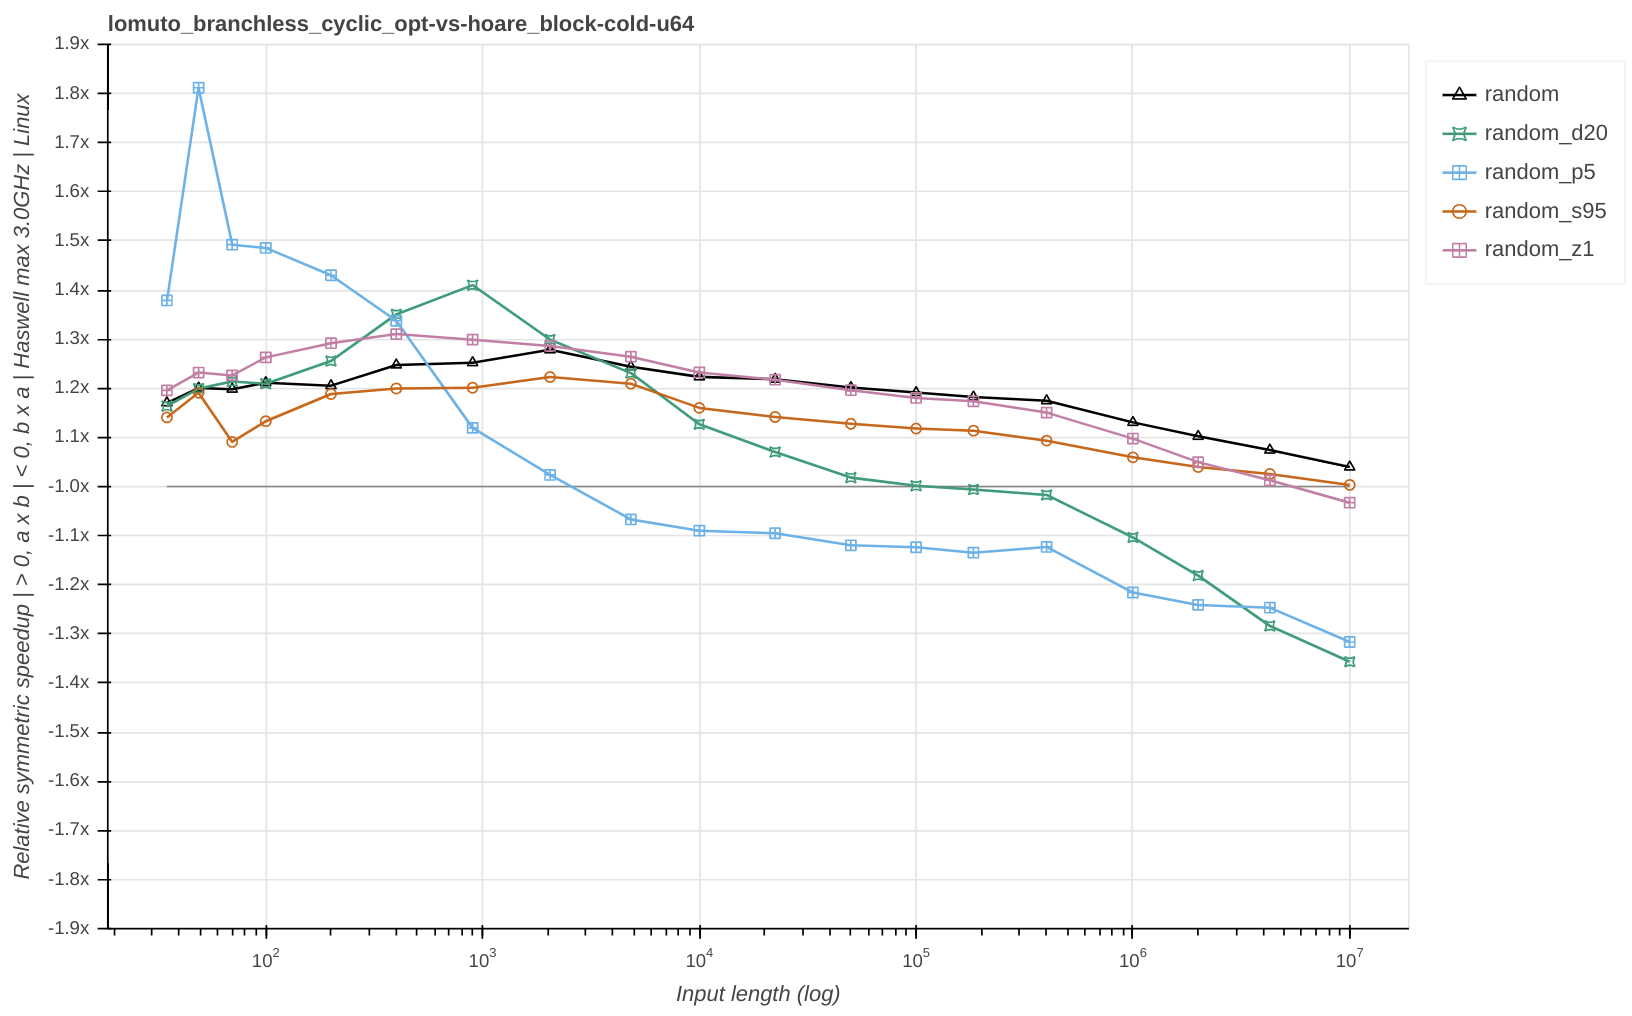 lomuto_branchless_cyclic_opt-vs-hoare_block-cold-u64
Relative symmetric speedup | > 0, a x b | < 0, b x a | Haswell max 3.0GHz | Linux
1.9x
1.8x
1.7x
1.6x
1.5x
1.4x
1.3x
1.2x
1.1x
-1.0x
-1.1x
-1.2x
-1.3x
-1.4x
-1.5x
-1.6x
-1.7x
-1.8x
-1.9x
10² 10³ 10⁴ 10⁵ 10⁶ 10⁷
Input length (log)
random
random_d20
random_p5
random_s95
random_z1